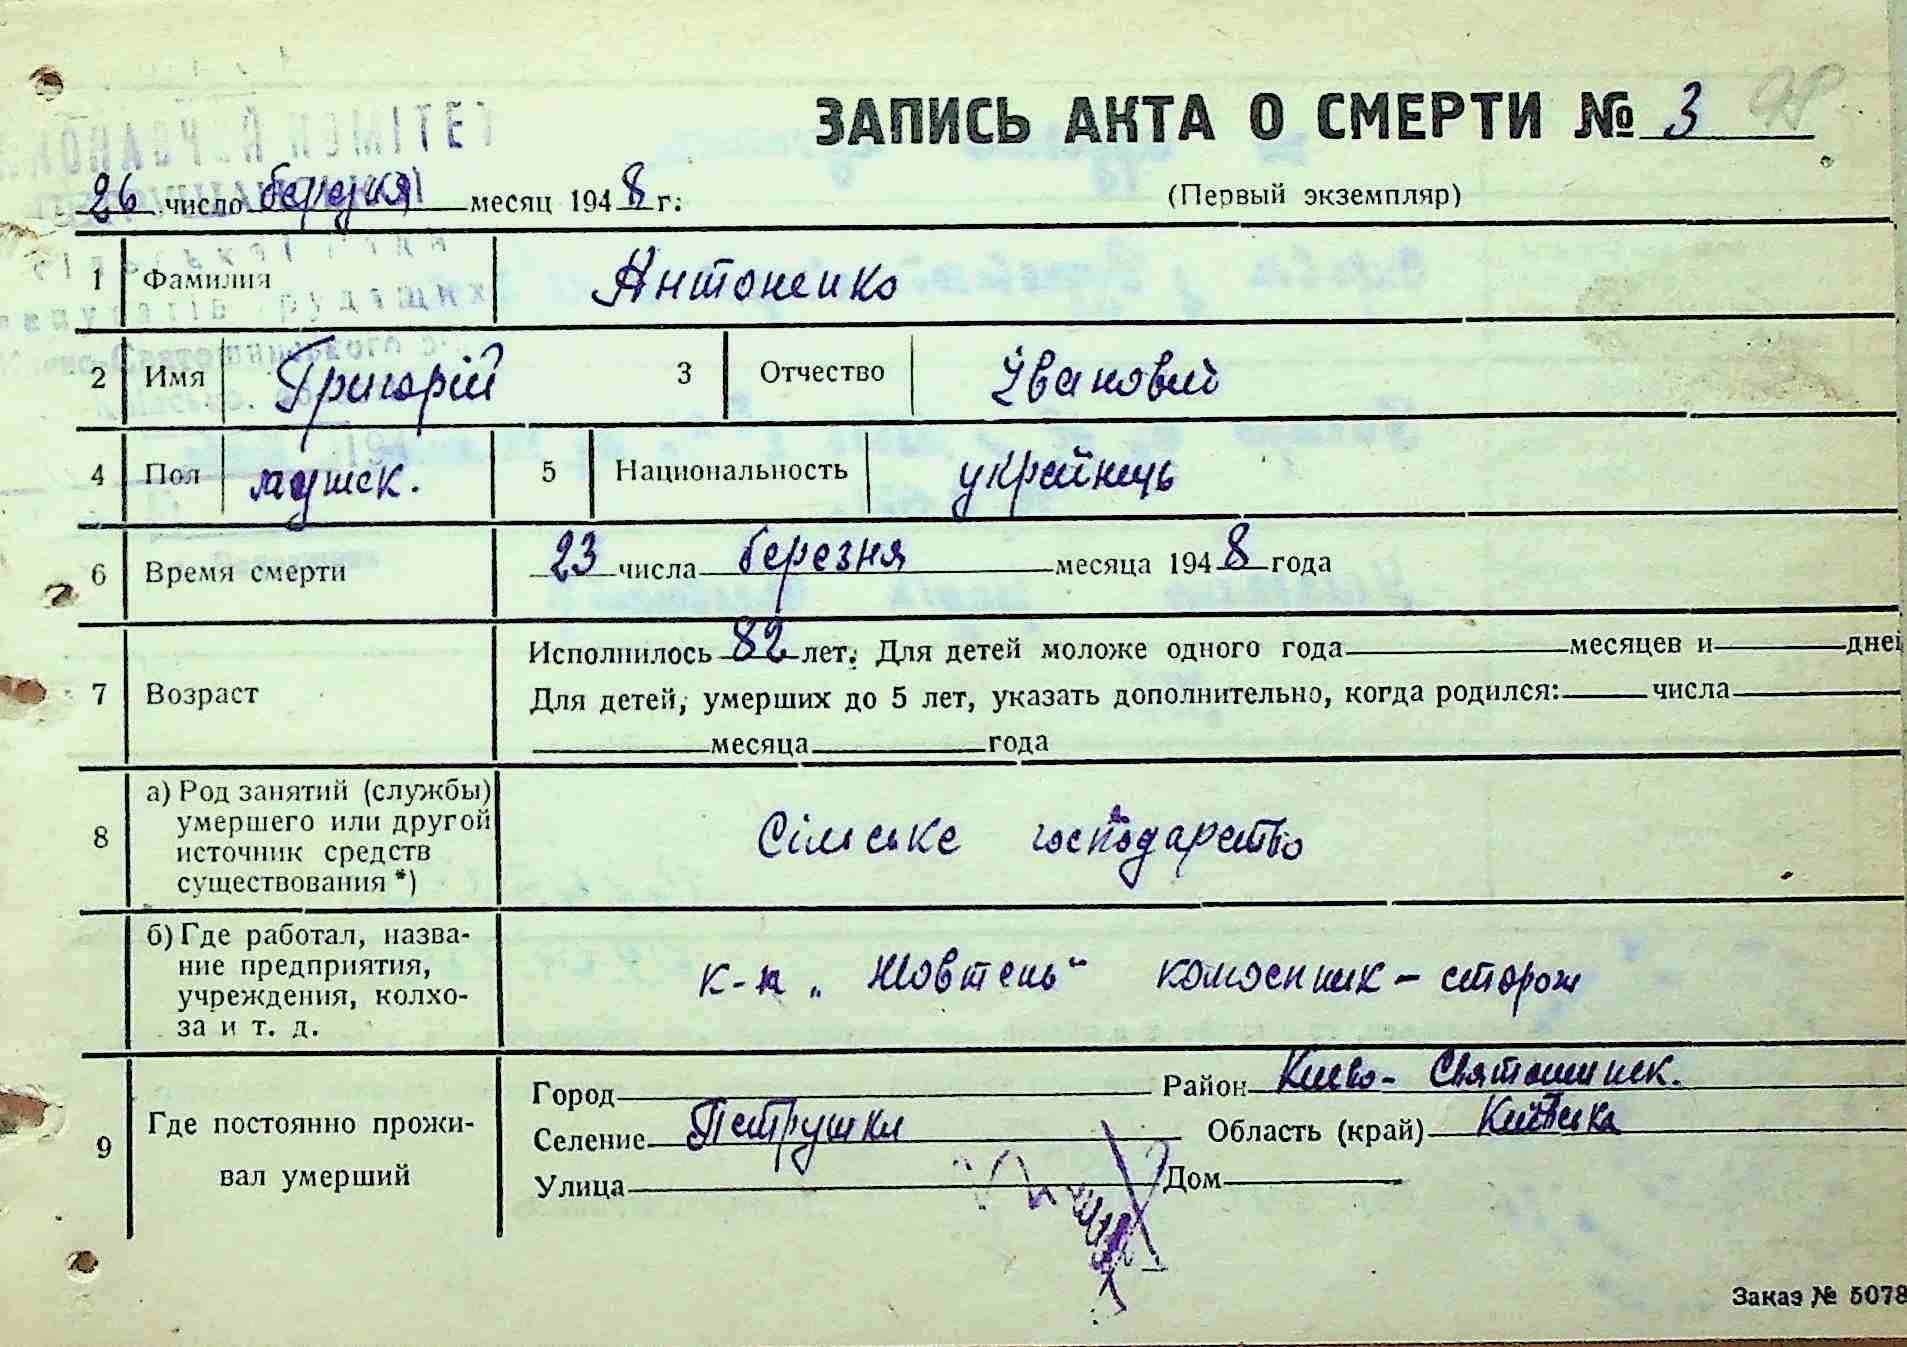 ЗАПИСЬ АКТА О СМЕРТИ № 3 98
КОМІТЕТ
26 число березня месяц 1948 г.
(Первый экземпляр)
1 Фамилия Антоненко
2 Имя Григорій 3 Отчество Іванович
4 Пол мужск. 5 Национальность українець
6 Время смерти 23 числа березня месяца 1948 года
7 Возраст
Исполнилось 82 лет. Для детей моложе одного года месяцев и дней
Для детей, умерших до 5 лет, указать дополнительно, когда родился: числа
месяца года
8 а) Род занятий (службы)
умершего или другой
источник средств
существования *)
Сільське господарство
б) Где работал, назва-
ние предприятия,
учреждения, колхо-
за и т. д.
к-п „Жовтень" колгоспник - сторож
9 Где постоянно прожи-
вал умерший
Город Район Києво-Святошинск.
Селение Петрушки Область (край) Київська
Улица Дом
Заказ № 5078